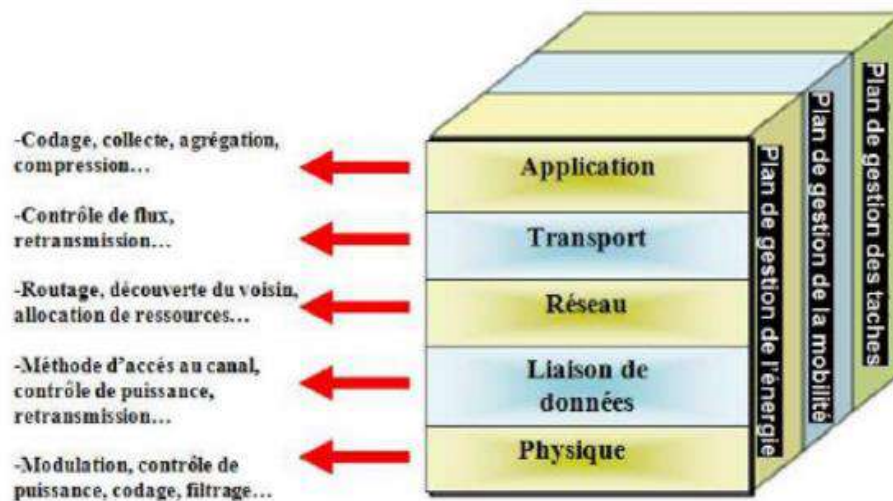 -Codage, collecte, agrégation,
compression...
Application
-Contrôle de flux,
retransmission...
Transport
-Routage, découverte du voisin,
allocation de ressources...
Réseau
-Méthode d'accès au canal,
contrôle de puissance,
retransmission...
Liaison de
données
-Modulation, contrôle de
puissance, codage, filtrage...
Physique
Plan de gestion de l'énergie
Plan de gestion de la mobilité
Plan de gestion des taches